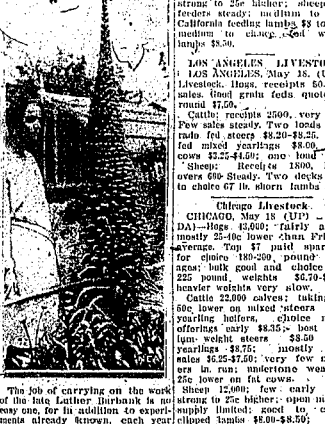 The job of carrying on the work
of the late Luther Burbank is no
easy one, for in addition to experi-
ments already known, each year
strong to 25c higher; sheep
feeders steady; medium to
California feeding lambs $8 to
medium to choice
lambs $8.50.
LOS ANGELES LIVESTO
LOS ANGELES, May 18. (U
Livestock. Hogs, receipts 50.
sales. Good grain feds quot
round $7.50.
Cattle: receipts 2500, very
Few sales steady. Two loads
rado fed steers $8.20-$8.25.
fed mixed yearlings $8.00,
cows $3.25-$4.50; one load
Sheep: Receipts 1800,
overs 600. Steady. Two decks
to choice 67 lb. shorn lambs
Chicago livestock
CHICAGO, May 18 (UP)
DA)—Hogs 43,000; fairly a
mostly 25-40c lower than Fri
average. Top $7 paid spar
for choice 180-200 pound
ages; bulk good and choice
225 pound weights $6.70-
heavier weights very slow.
Cattle 22,000 calves;
50c lower on mixed steers
yearling heifers, choice
offerings early $8.35; best
weight steers $8.50
yearlings $8.75; mostly
sales $6.25-$7.50; very few
ers in run; undertone wea
25c lower on fat cows.
Sheep 12,000; few early
strong to 25c higher; open
supply limited; good to c
clipped lambs $8.00-$8.50;